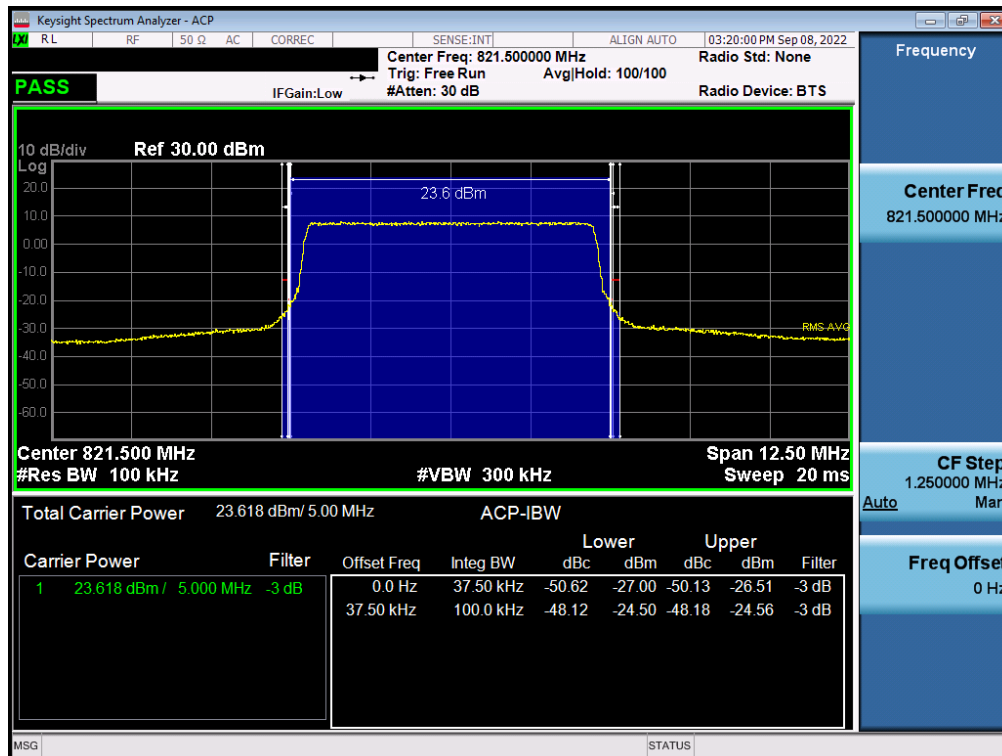 Keysight Spectrum Analyzer - ACP
LXI RL RF 50 Ω AC CORREC SENSE:INT ALIGN AUTO 03:20:00 PM Sep 08, 2022
Center Freq: 821.500000 MHz Radio Std: None
Trig: Free Run Avg|Hold: 100/100
PASS IFGain:Low #Atten: 30 dB Radio Device: BTS
10 dB/div Ref 30.00 dBm
Log
20.0
23.6 dBm
10.0
0.00
-10.0
-20.0
-30.0 RMS AVG
-40.0
-50.0
-60.0
Center 821.500 MHz Span 12.50 MHz
#Res BW 100 kHz #VBW 300 kHz Sweep 20 ms
Total Carrier Power 23.618 dBm/ 5.00 MHz ACP-IBW
Lower Upper
Carrier Power Filter Offset Freq Integ BW dBc dBm dBc dBm Filter
1 23.618 dBm / 5.000 MHz -3 dB 0.0 Hz 37.50 kHz -50.62 -27.00 -50.13 -26.51 -3 dB
37.50 kHz 100.0 kHz -48.12 -24.50 -48.18 -24.56 -3 dB
MSG STATUS
Frequency
Center Freq
821.500000 MHz
CF Step
1.250000 MHz
Auto Man
Freq Offset
0 Hz